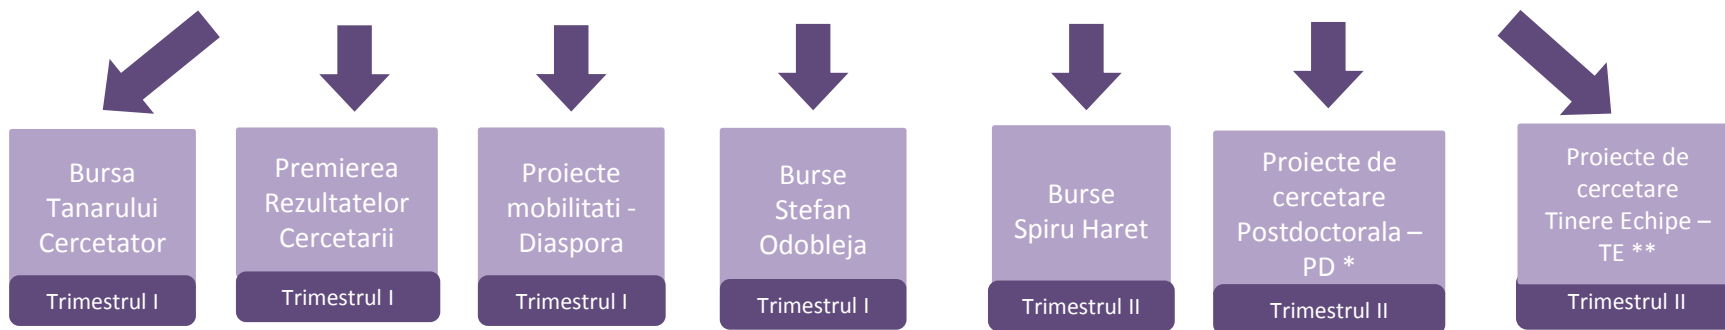 Bursa
Tanarului
Cercetator
Trimestrul I
Premierea
Rezultatelor
Cercetarii
Trimestrul I
Proiecte
mobilitati -
Diaspora
Trimestrul I
Burse
Stefan
Odobleja
Trimestrul I
Burse
Spiru Haret
Trimestrul II
Proiecte de
cercetare
Postdoctorala –
PD *
Trimestrul II
Proiecte de
cercetare
Tinere Echipe –
TE **
Trimestrul II